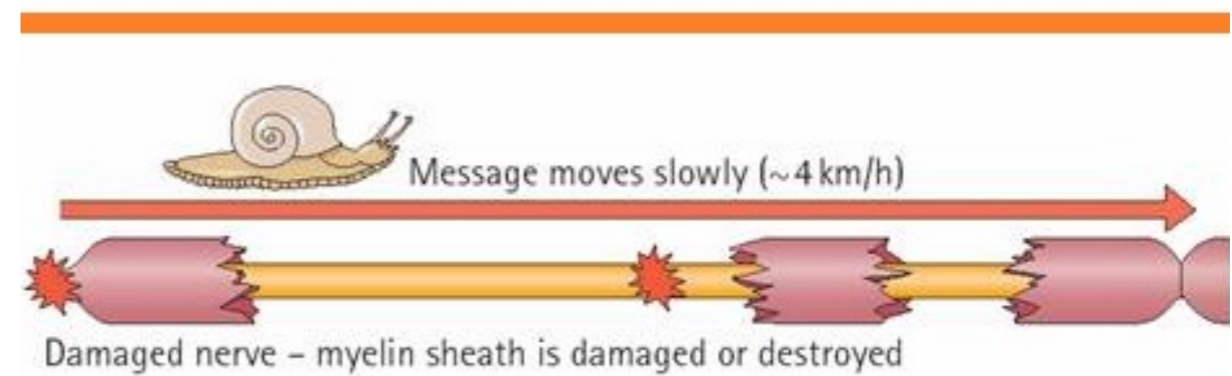 Message moves slowly (~4 km/h)
Damaged nerve – myelin sheath is damaged or destroyed